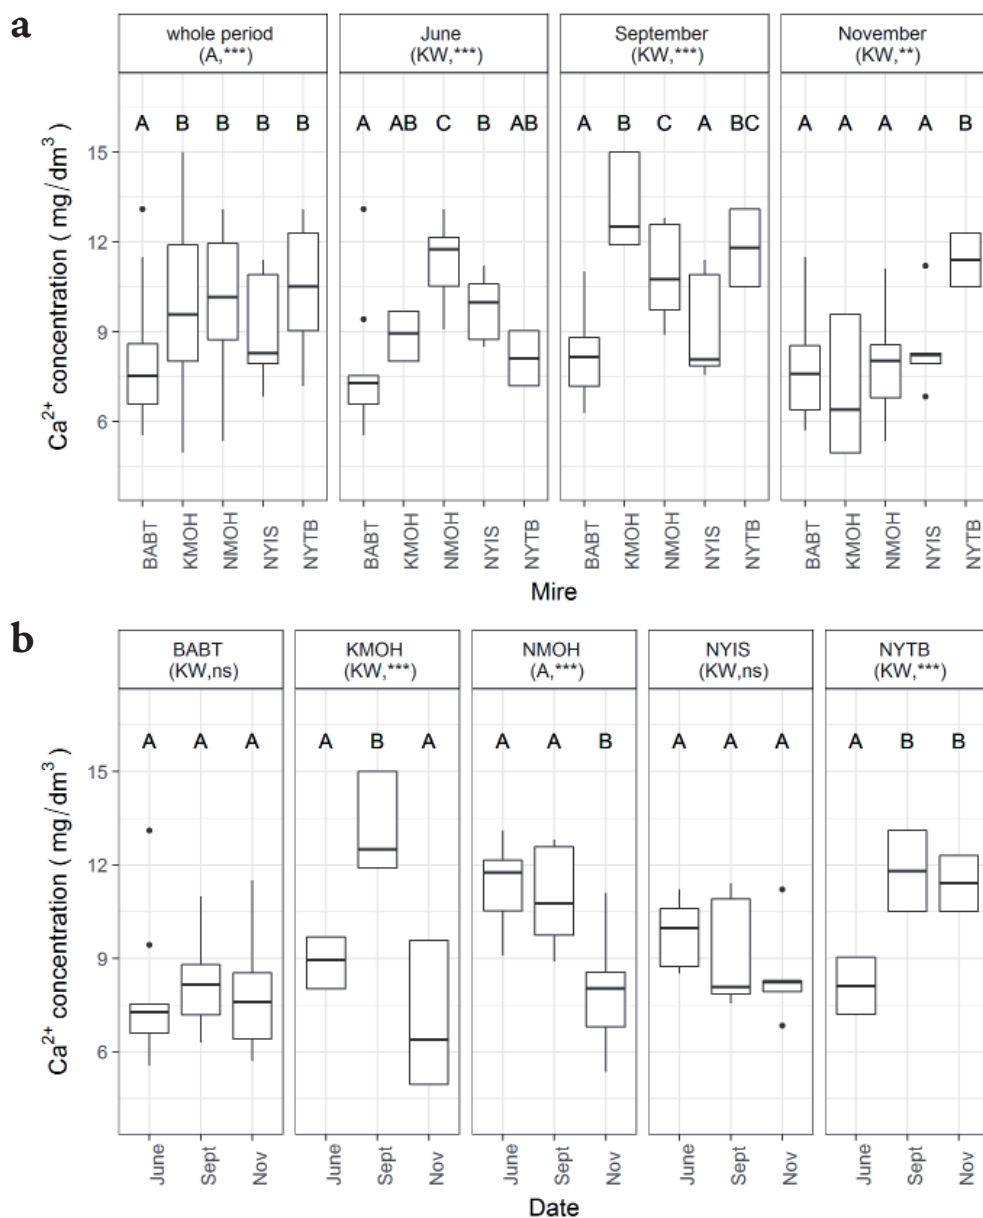 a
whole period
(A,***)
June
(KW,***)
September
(KW,***)
November
(KW,**)
A B B B B
A AB C B AB
A B C A BC
A A A A B
Ca2+ concentration ( mg/dm3 )
15
12
9
6
BABT KMOH NMOH NYIS NYTB
BABT KMOH NMOH NYIS NYTB
BABT KMOH NMOH NYIS NYTB
BABT KMOH NMOH NYIS NYTB
Mire
b
BABT
(KW,ns)
KMOH
(KW,***)
NMOH
(A,***)
NYIS
(KW,ns)
NYTB
(KW,***)
A A A
A B A
A A B
A A A
A B B
Ca2+ concentration ( mg/dm3 )
15
12
9
6
June Sept Nov
June Sept Nov
June Sept Nov
June Sept Nov
June Sept Nov
Date